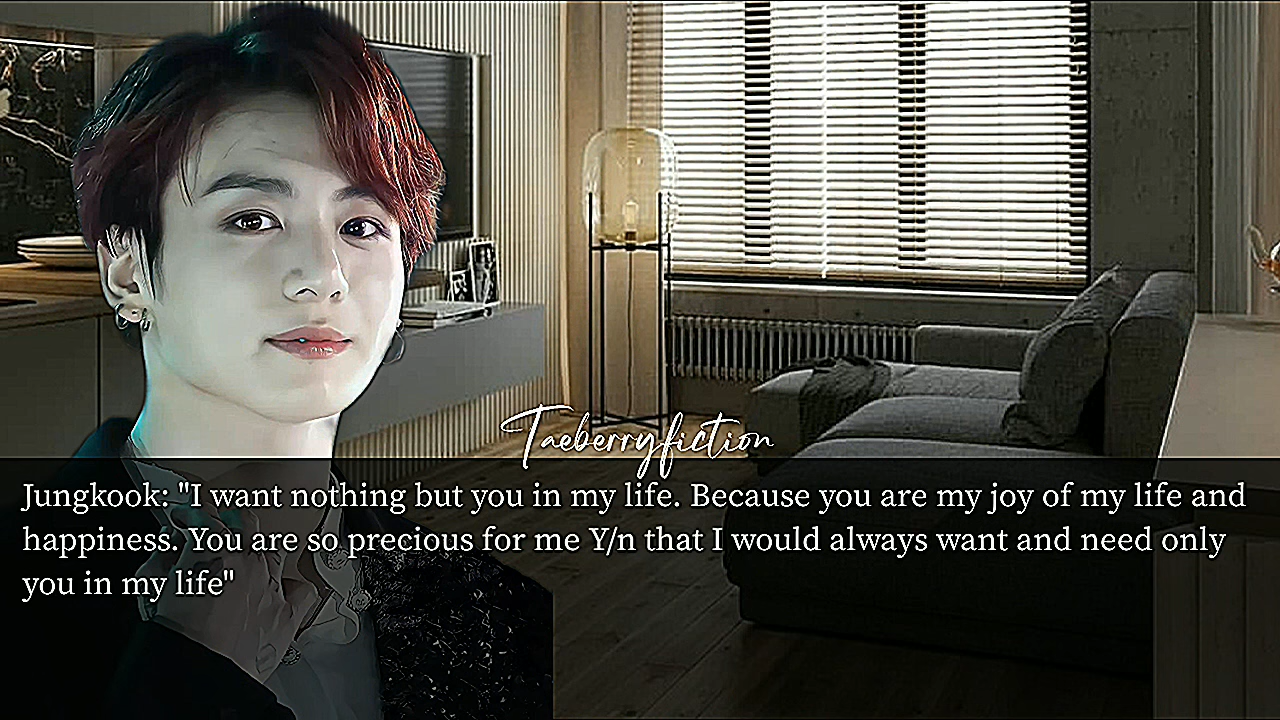 Taeberryfiction
Jungkook: "I want nothing but you in my life. Because you are my joy of my life and
happiness. You are so precious for me Y/n that I would always want and need only
you in my life"